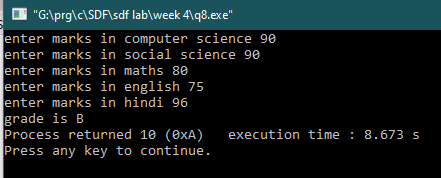 "G:\prg\c\SDF\sdf lab\week 4\q8.exe"
enter marks in computer science 90
enter marks in social science 90
enter marks in maths 80
enter marks in english 75
enter marks in hindi 96
grade is B
Process returned 10 (0xA)   execution time : 8.673 s
Press any key to continue.